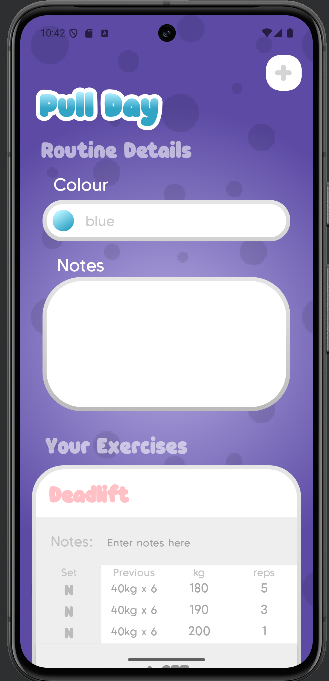 10:42
Pull Day
Routine Details
Colour
blue
Notes
Your Exercises
Deadlift
Notes: Enter notes here
Set Previous kg reps
N 40kg x 6 180 5
N 40kg x 6 190 3
N 40kg x 6 200 1